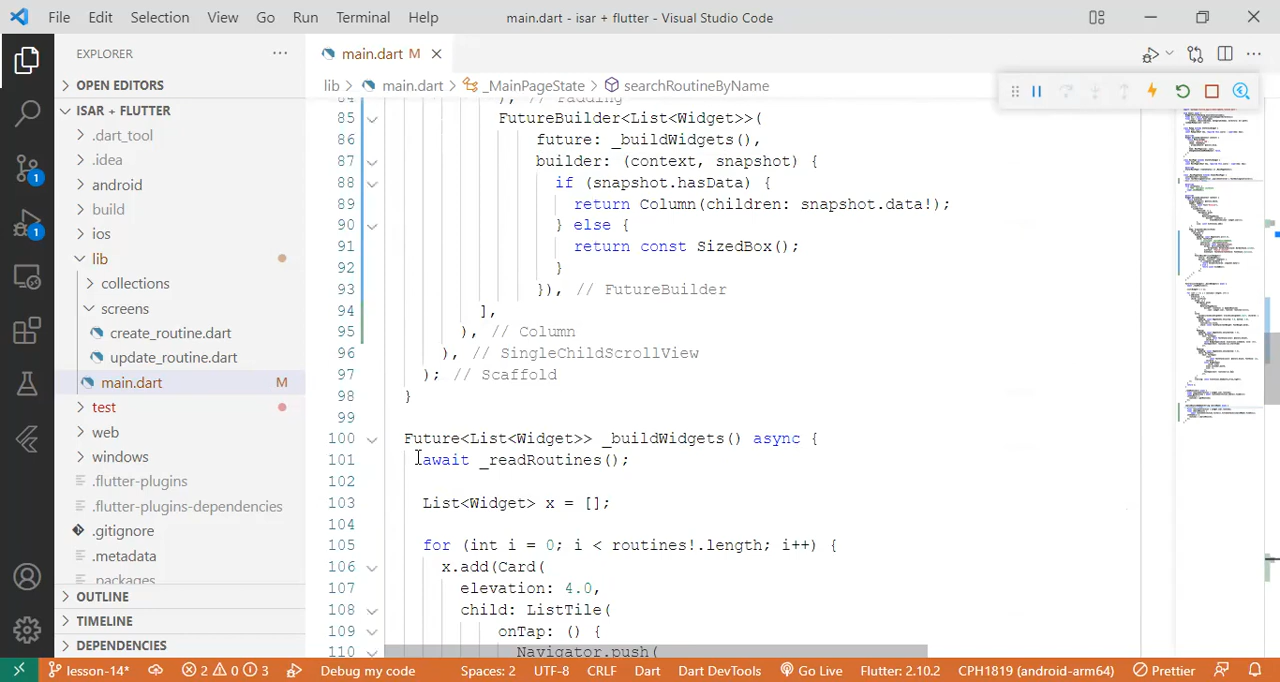 File Edit Selection View Go Run Terminal Help
main.dart - isar + flutter - Visual Studio Code
EXPLORER
OPEN EDITORS
ISAR + FLUTTER
.dart_tool
.idea
android
build
ios
lib
collections
screens
create_routine.dart
update_routine.dart
main.dart M
test
web
windows
.flutter-plugins
.flutter-plugins-dependencies
.gitignore
.metadata
.packages
OUTLINE
TIMELINE
DEPENDENCIES
1
1
main.dart M
lib > main.dart > _MainPageState > searchRoutineByName
84 ), // Padding
85 FutureBuilder<List<Widget>>(
86 future: _buildWidgets(),
87 builder: (context, snapshot) {
88 if (snapshot.hasData) {
89 return Column(children: snapshot.data!);
90 } else {
91 return const SizedBox();
92 }
93 }), // FutureBuilder
94 ],
95 ), // Column
96 ), // SingleChildScrollView
97 ); // Scaffold
98 }
99
100 Future<List<Widget>> _buildWidgets() async {
101 await _readRoutines();
102
103 List<Widget> x = [];
104
105 for (int i = 0; i < routines!.length; i++) {
106 x.add(Card(
107 elevation: 4.0,
108 child: ListTile(
109 onTap: () {
110 Navigator.push(
lesson-14* 2 0 3 Debug my code Spaces: 2 UTF-8 CRLF Dart Dart DevTools Go Live Flutter: 2.10.2 CPH1819 (android-arm64) Prettier